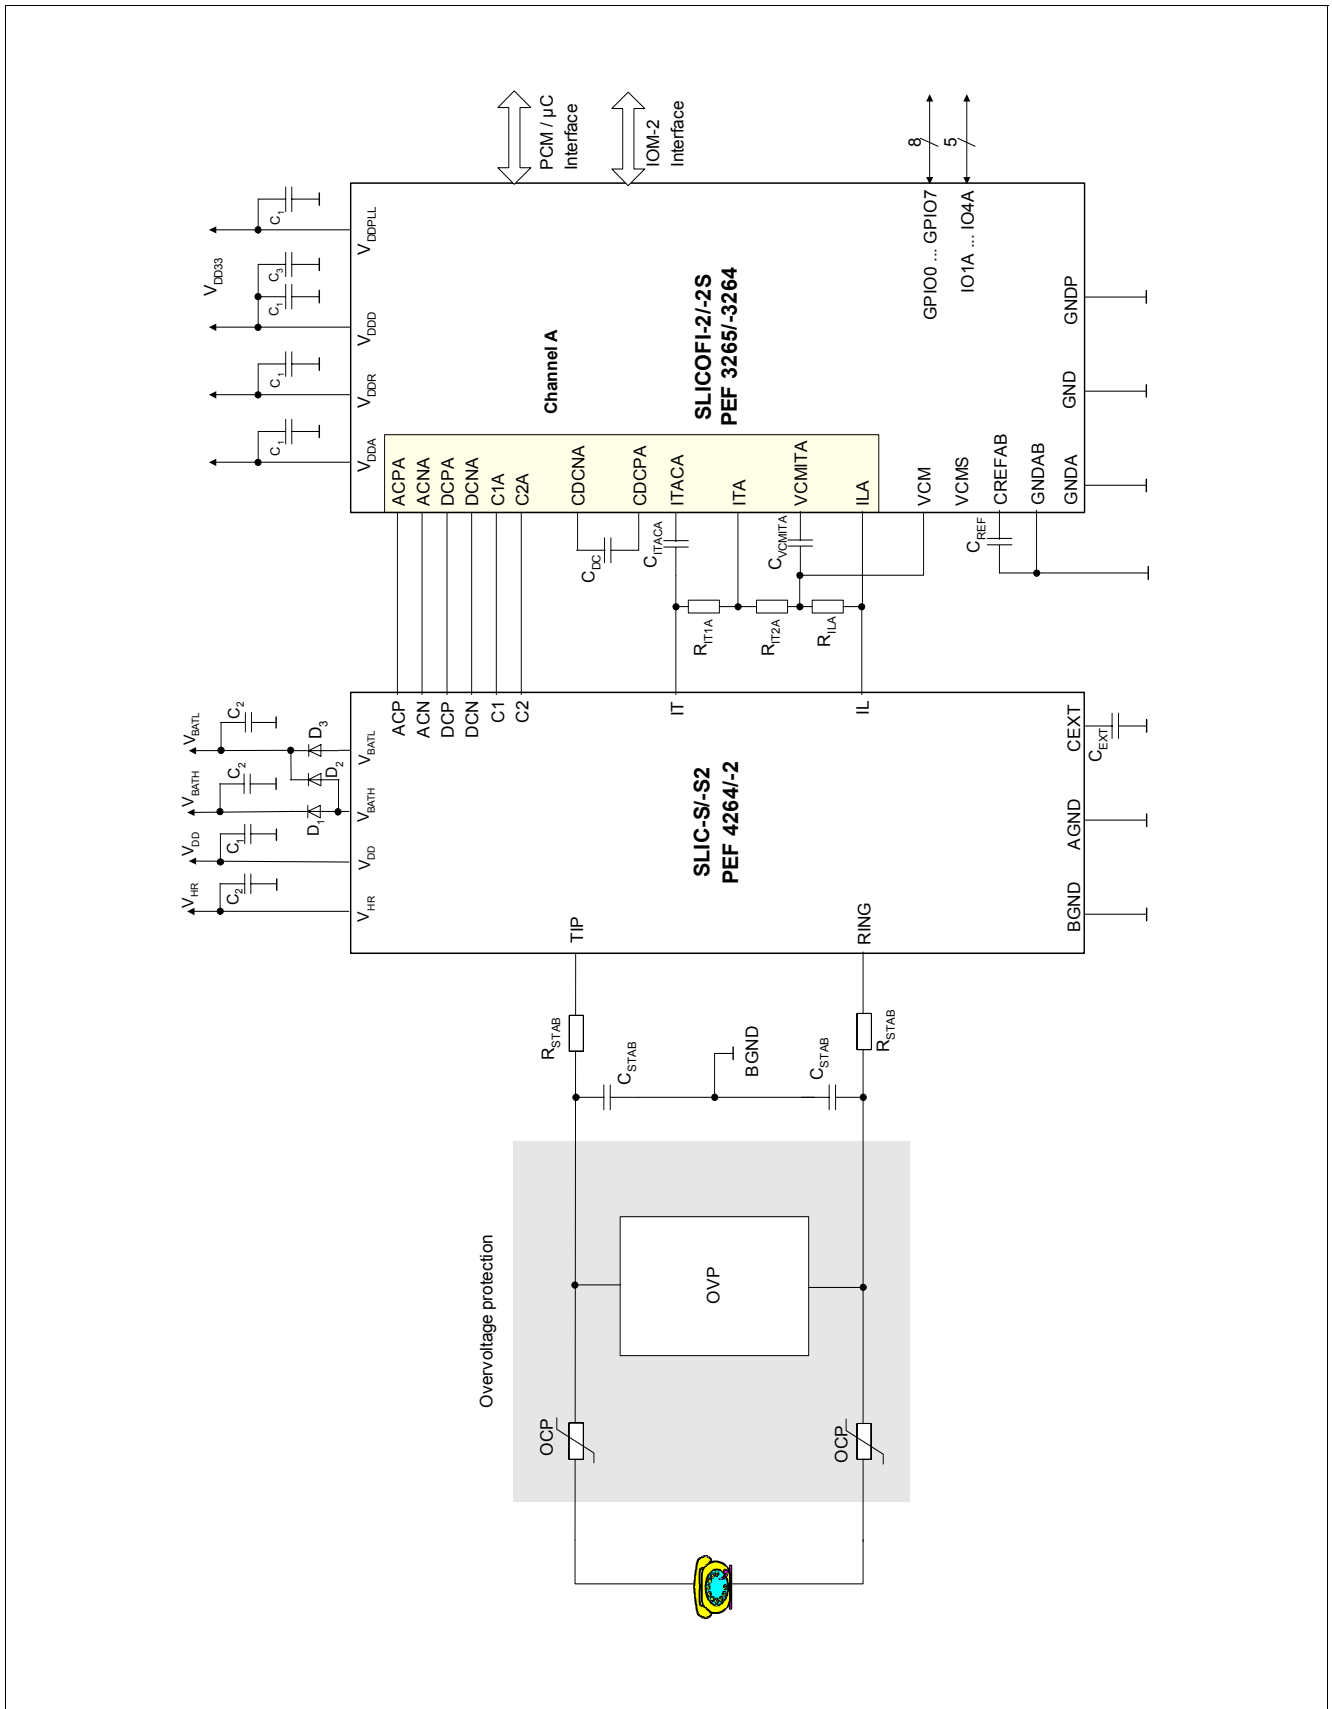 PCM / µC
Interface
IOM-2
Interface
8
5
C1
VDD33
C3
C1
C1
C1
VDDPLL
VDDD
VDDR
VDDA
GPIO0 ... GPIO7
IO1A ... IO4A
SLICOFI-2/-2S
PEF 3265/-3264
Channel A
ACPA
ACNA
DCPA
DCNA
C1A
C2A
CDCNA
CDCPA
ITACA
ITA
VCMITA
ILA
VCM
VCMS
CREFAB
GNDAB
GNDA
GND
GNDP
CDC
CITACA
CVCMITA
CREF
RIT1A
RIT2A
RILA
VBATL
C2
VBATH
C2
VDD
C1
VHR
C2
D3
D2
D1
VBATL
VBATH
VDD
VHR
ACP
ACN
DCP
DCN
C1
C2
IT
IL
SLIC-S/-S2
PEF 4264/-2
CEXT
CEXT
AGND
BGND
TIP
RING
RSTAB
RSTAB
CSTAB
BGND
CSTAB
Overvoltage protection
OVP
OCP
OCP